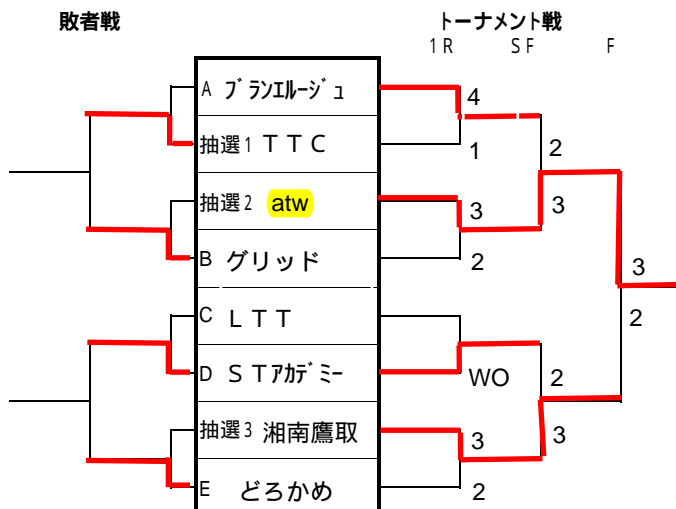 敗者戦 トーナメント戦
1R SF F
A ブランエルージュ 4
2
抽選1 TTC 1
抽選2 atw 3
3
B グリッド 2
3
C LTT
2
D STアカデミー WO
2
抽選3 湘南鷹取 3
3
E どろかめ 2